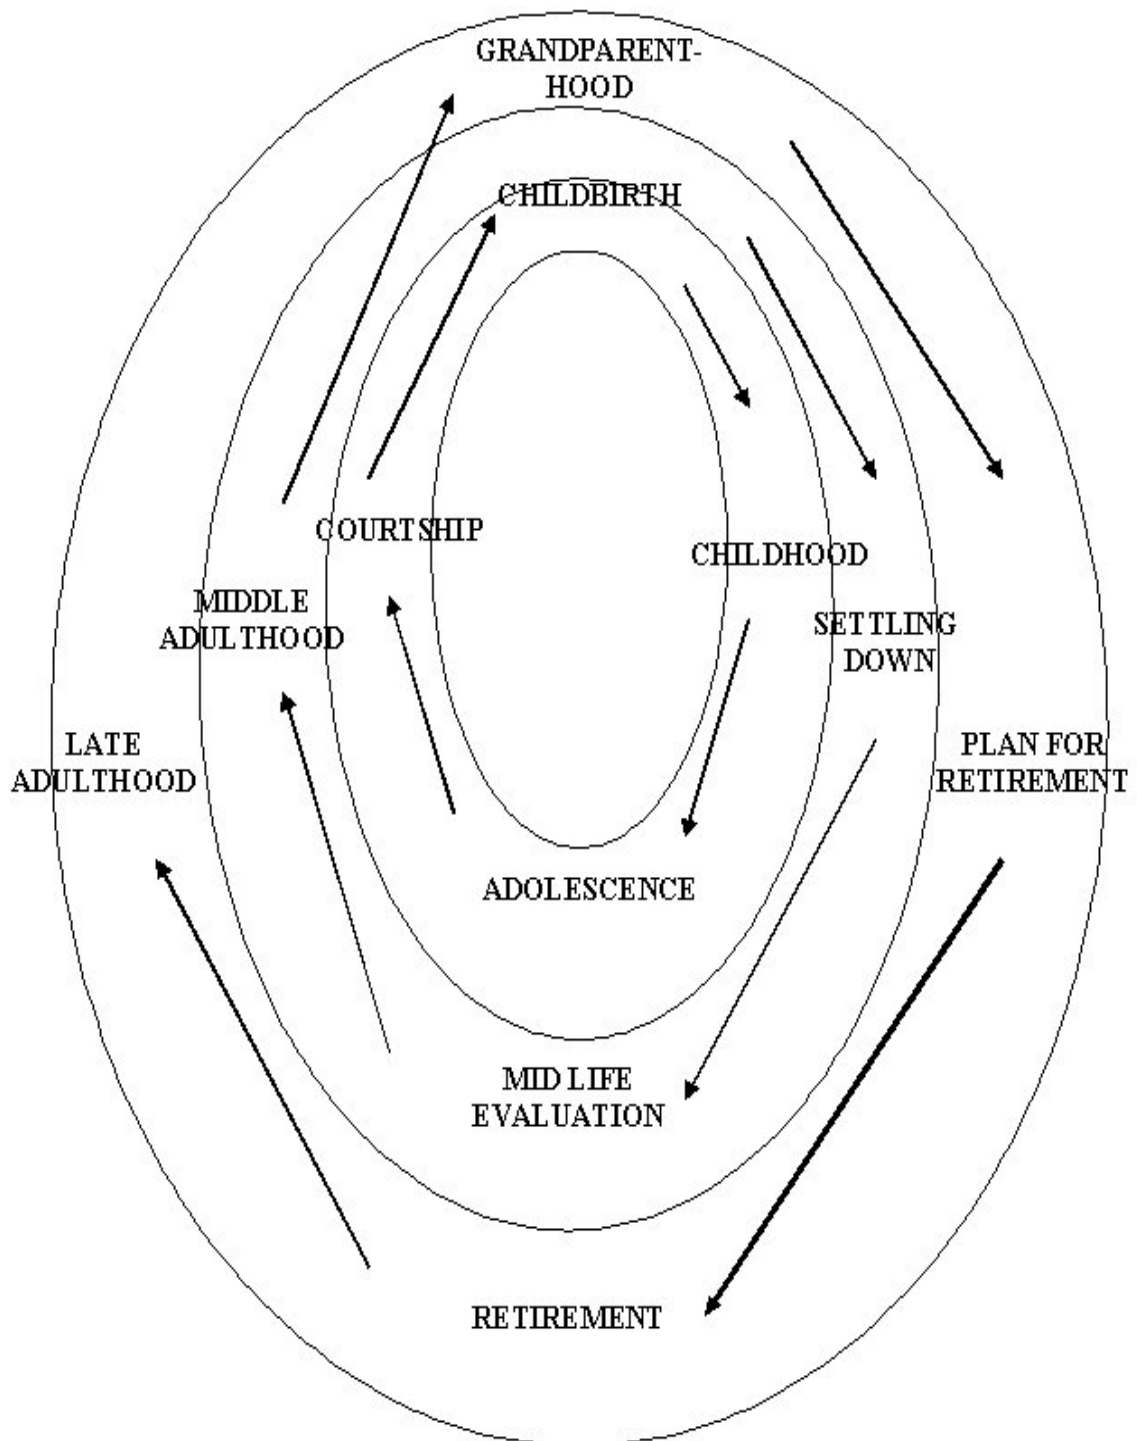 GRANDPARENT-
HOOD
CHILDBIRTH
COURTSHIP
CHILDHOOD
MIDDLE
ADULTHOOD
SETTLING
DOWN
LATE
ADULTHOOD
PLAN FOR
RETIREMENT
ADOLESCENCE
MID LIFE
EVALUATION
RETIREMENT